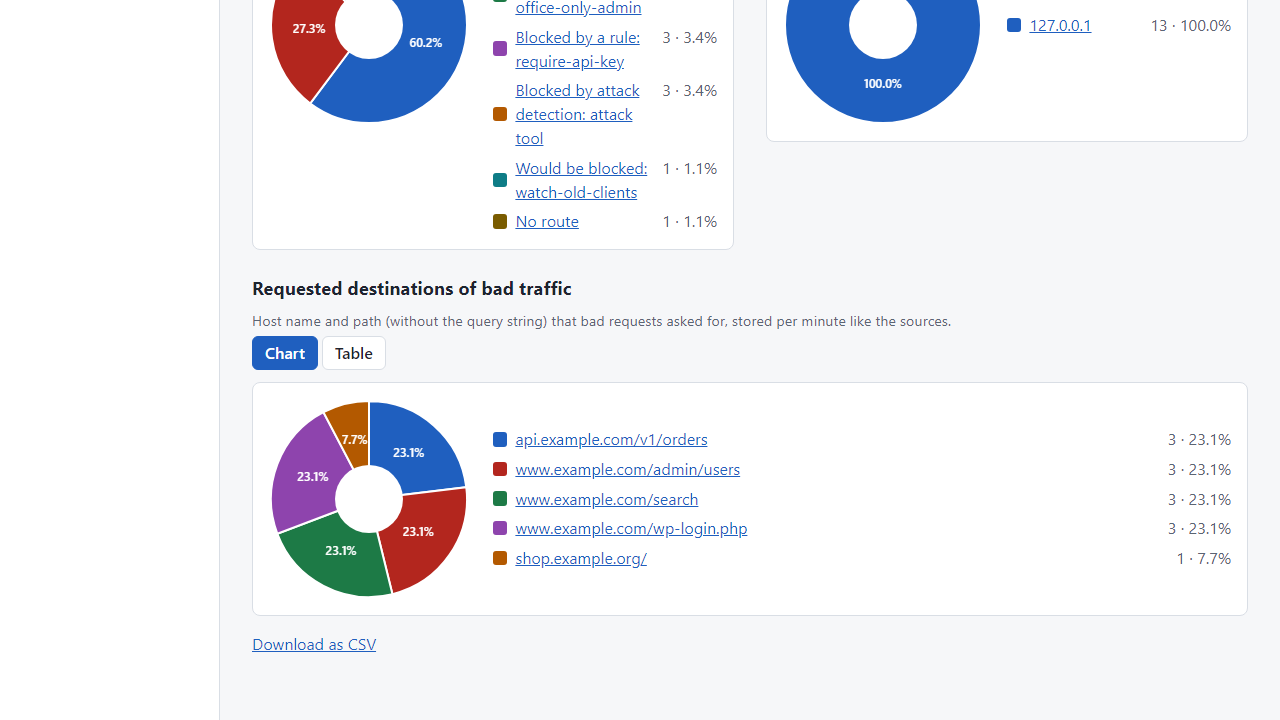 27.3%
60.2%
office-only-admin
Blocked by a rule: 3 · 3.4%
require-api-key
Blocked by attack 3 · 3.4%
detection: attack
tool
Would be blocked: 1 · 1.1%
watch-old-clients
No route 1 · 1.1%
100.0%
127.0.0.1 13 · 100.0%
Requested destinations of bad traffic
Host name and path (without the query string) that bad requests asked for, stored per minute like the sources.
Chart Table
7.7%
23.1%
23.1%
23.1%
23.1%
api.example.com/v1/orders 3 · 23.1%
www.example.com/admin/users 3 · 23.1%
www.example.com/search 3 · 23.1%
www.example.com/wp-login.php 3 · 23.1%
shop.example.org/ 1 · 7.7%
Download as CSV